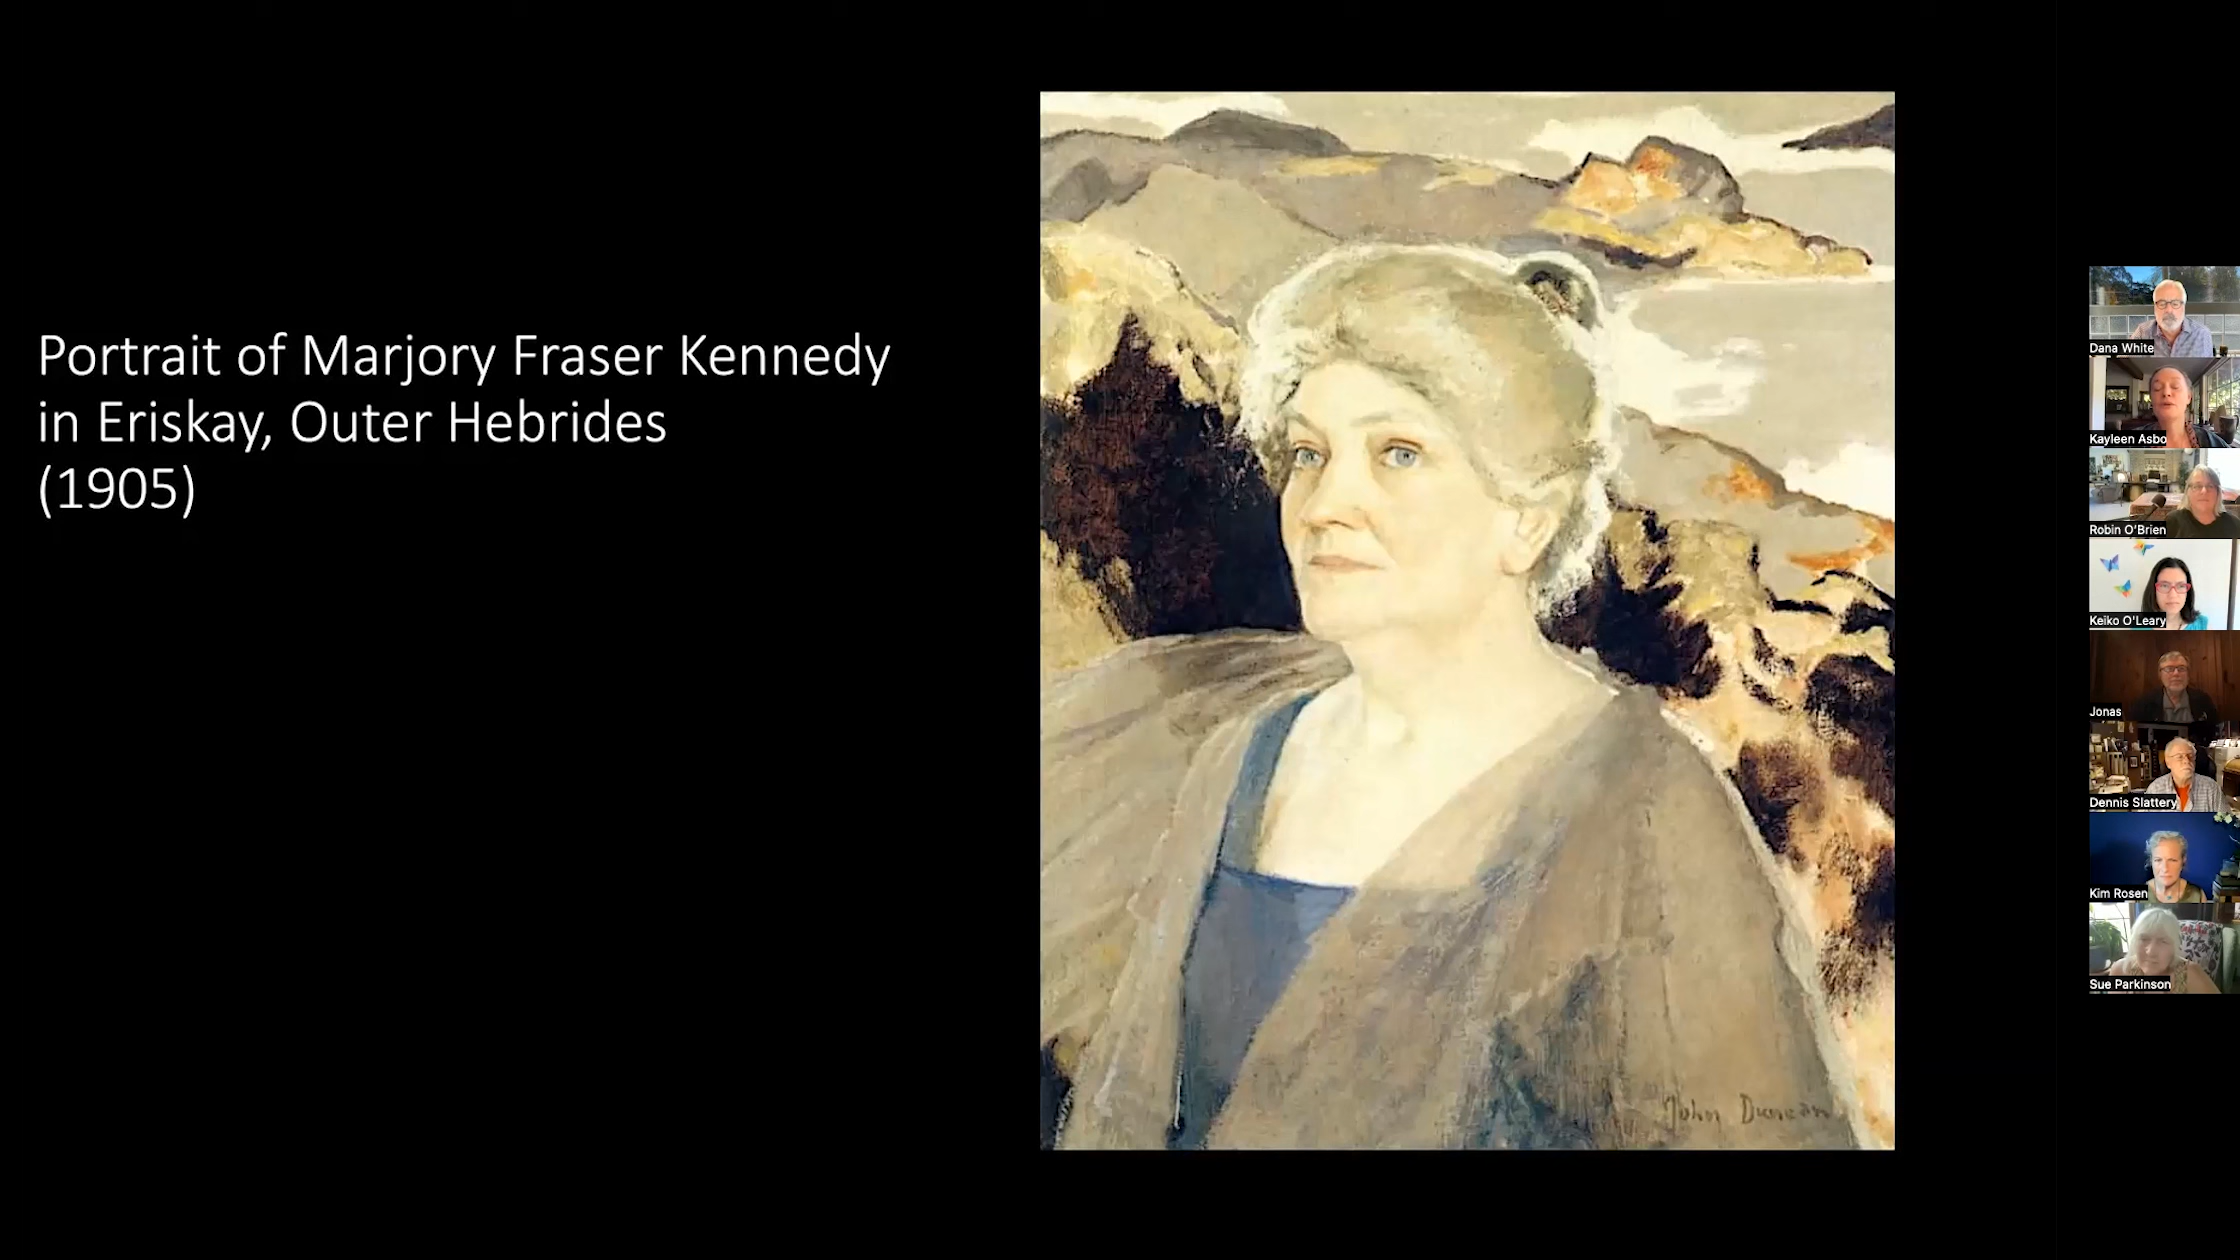 Portrait of Marjory Fraser Kennedy
in Eriskay, Outer Hebrides
(1905)
John Duncan
Dana White
Kayleen Asbo
Robin O'Brien
Keiko O'Leary
Jonas
Dennis Slattery
Kim Rosen
Sue Parkinson